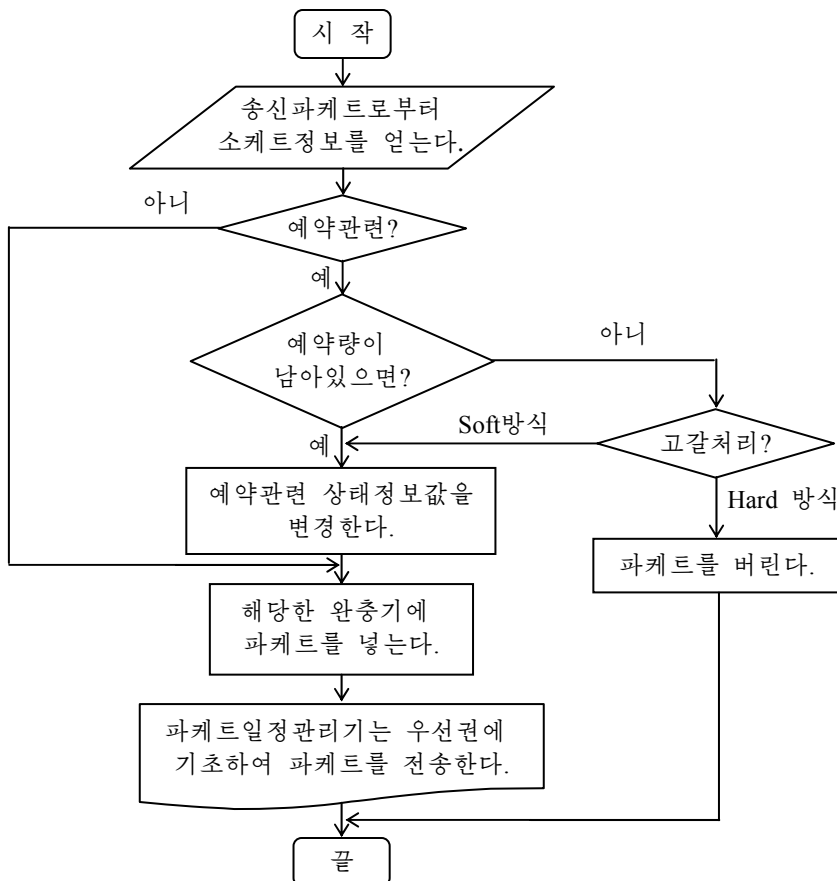 시 작
송신파케트로부터
소케트정보를 얻는다.
아니
예약관련?
예
예약량이
남아있으면?
아니
Soft방식
고갈처리?
예
예약관련 상태정보값을
변경한다.
Hard 방식
파케트를 버린다.
해당한 완충기에
파케트를 넣는다.
파케트일정관리기는 우선권에
기초하여 파케트를 전송한다.
끝